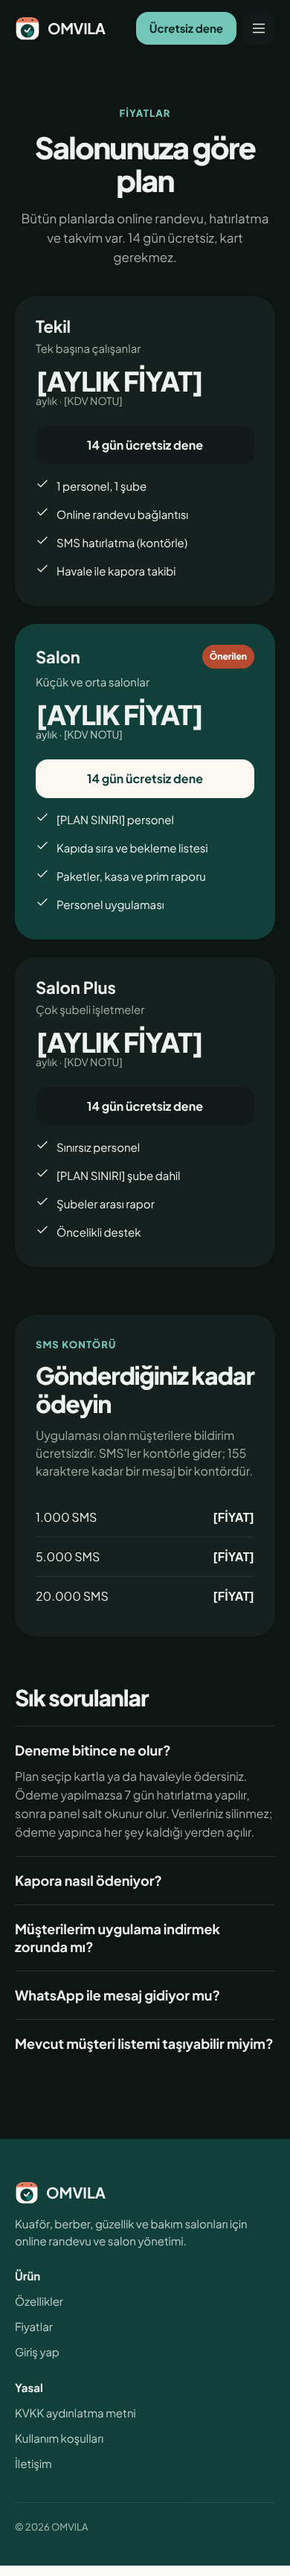 OMVILA
Ücretsiz dene
FİYATLAR
Salonunuza göre
plan
Bütün planlarda online randevu, hatırlatma
ve takvim var. 14 gün ücretsiz, kart
gerekmez.
Tekil
Tek başına çalışanlar
[AYLIK FİYAT]
aylık · [KDV NOTU]
14 gün ücretsiz dene
1 personel, 1 şube
Online randevu bağlantısı
SMS hatırlatma (kontörle)
Havale ile kapora takibi
Salon
Önerilen
Küçük ve orta salonlar
[AYLIK FİYAT]
aylık · [KDV NOTU]
14 gün ücretsiz dene
[PLAN SINIRI] personel
Kapıda sıra ve bekleme listesi
Paketler, kasa ve prim raporu
Personel uygulaması
Salon Plus
Çok şubeli işletmeler
[AYLIK FİYAT]
aylık · [KDV NOTU]
14 gün ücretsiz dene
Sınırsız personel
[PLAN SINIRI] şube dahil
Şubeler arası rapor
Öncelikli destek
SMS KONTÖRÜ
Gönderdiğiniz kadar
ödeyin
Uygulaması olan müşterilere bildirim
ücretsizdir. SMS'ler kontörle gider; 155
karaktere kadar bir mesaj bir kontördür.
1.000 SMS [FİYAT]
5.000 SMS [FİYAT]
20.000 SMS [FİYAT]
Sık sorulanlar
Deneme bitince ne olur?
Plan seçip kartla ya da havaleyle ödersiniz.
Ödeme yapılmazsa 7 gün hatırlatma yapılır,
sonra panel salt okunur olur. Verileriniz silinmez;
ödeme yapınca her şey kaldığı yerden açılır.
Kapora nasıl ödeniyor?
Müşterilerim uygulama indirmek
zorunda mı?
WhatsApp ile mesaj gidiyor mu?
Mevcut müşteri listemi taşıyabilir miyim?
OMVILA
Kuaför, berber, güzellik ve bakım salonları için
online randevu ve salon yönetimi.
Ürün
Özellikler
Fiyatlar
Giriş yap
Yasal
KVKK aydınlatma metni
Kullanım koşulları
İletişim
© 2026 OMVILA